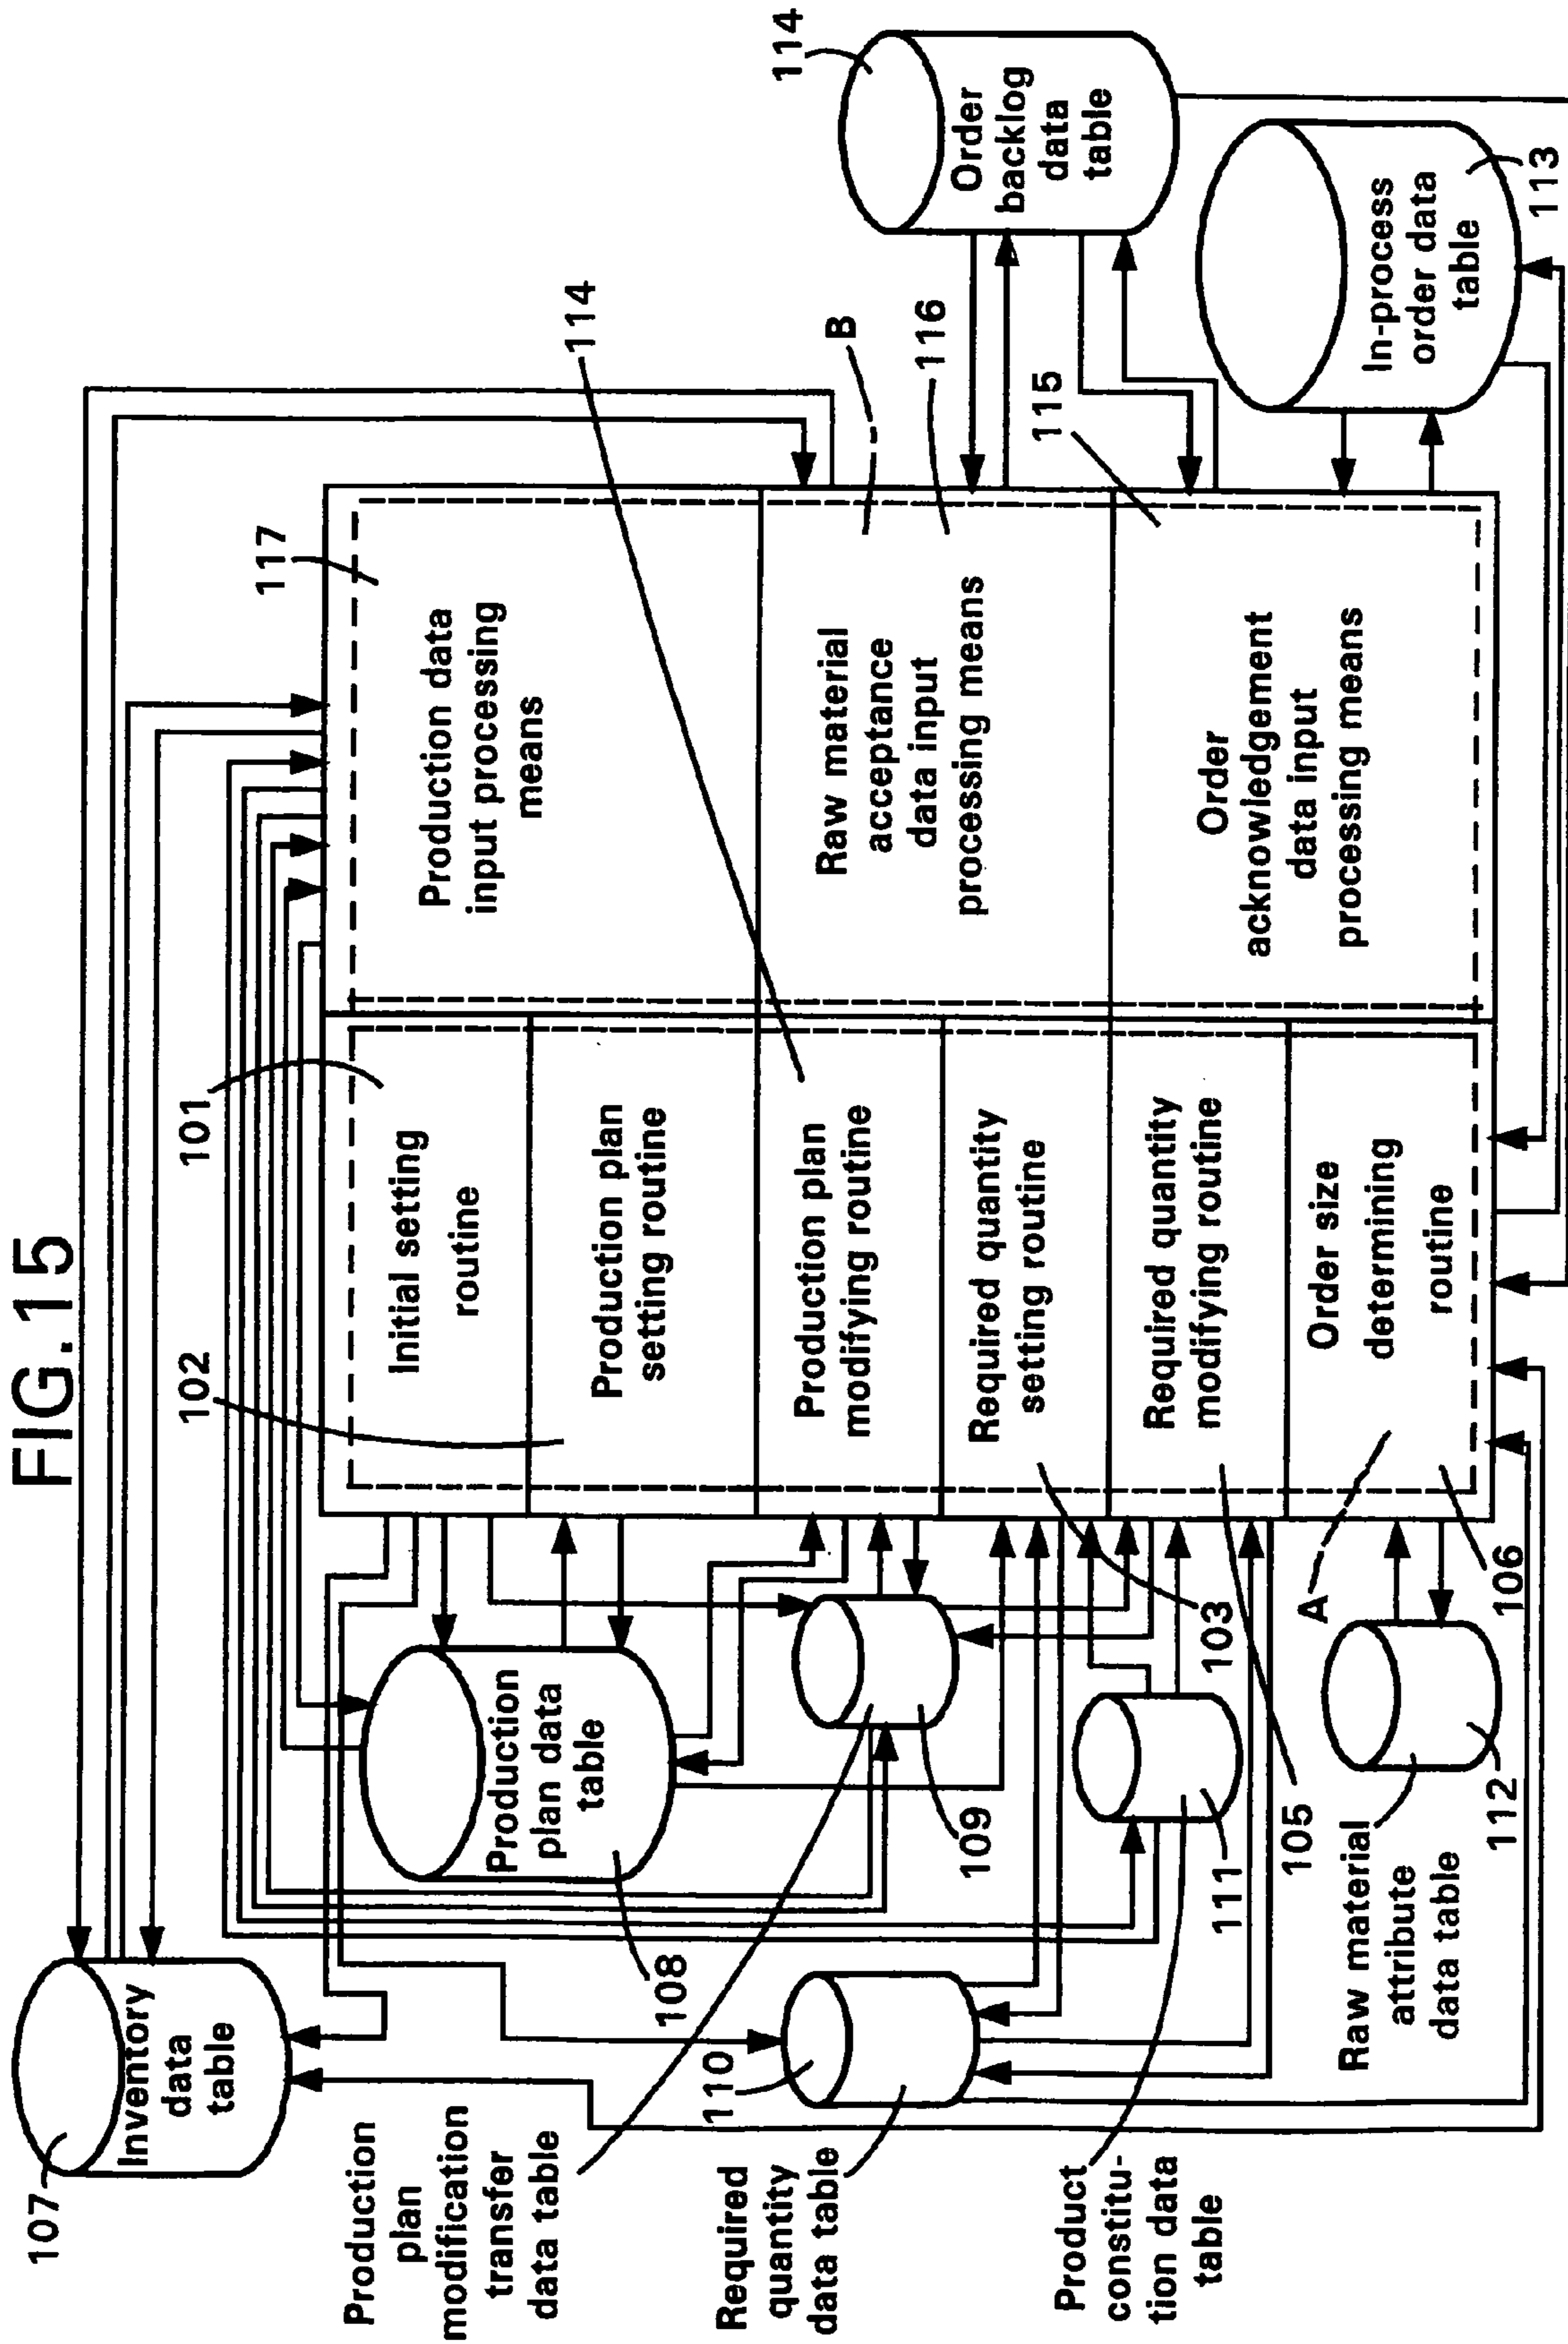 FIG.15
107
Inventory
data
table
Production
plan
modification
transfer
data table
Required
quantity
data table
Product
constitu-
tion data
table
108
Production
plan data
table
110
109
111
105
103
Raw material
attribute
data table
112
A
106
102
101
Initial setting
routine
Production plan
setting routine
Production plan
modifying routine
Required quantity
setting routine
Required quantity
modifying routine
Order size
determining
routine
117
Production data
input processing
means
114
Raw material
acceptance
data input
processing means
B
116
115
Order
acknowledgement
data input
processing means
114
Order
backlog
data
table
In-process
order data
table
113